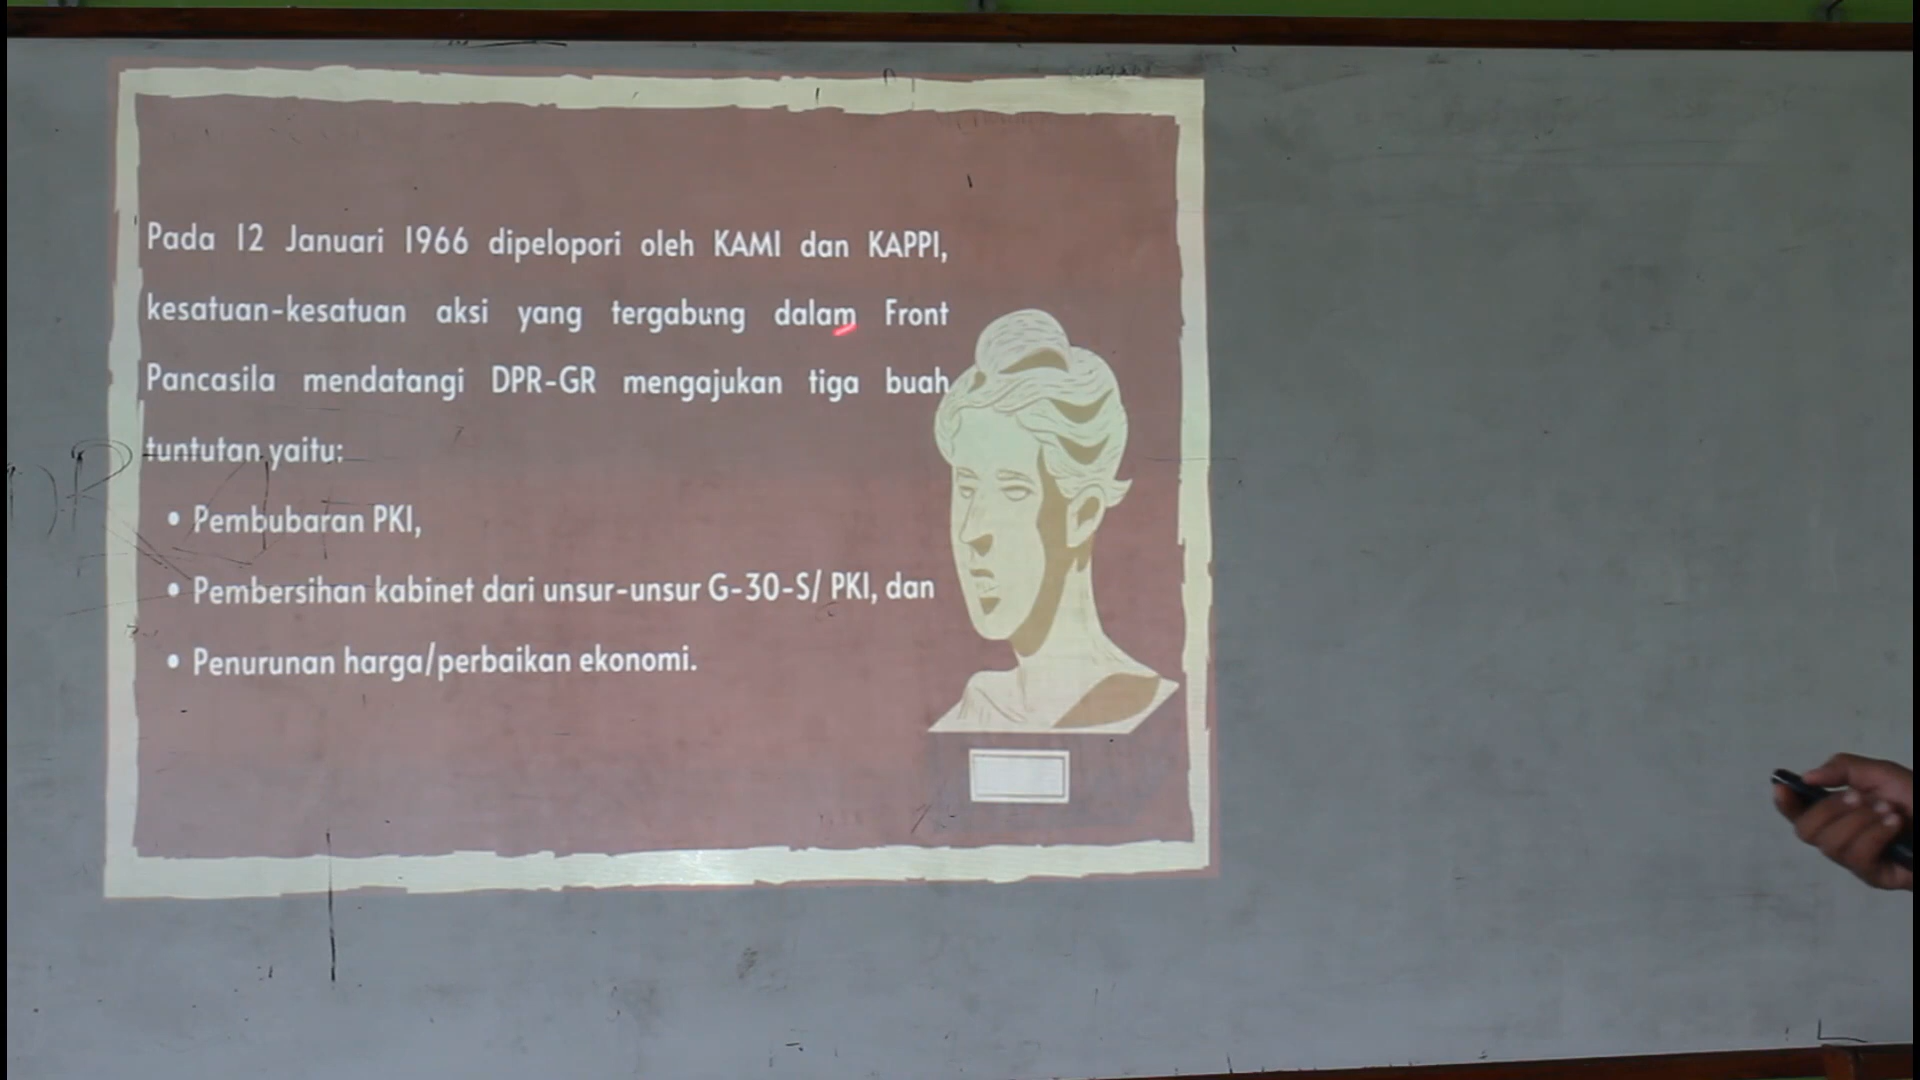 Pada 12 Januari 1966 dipelopori oleh KAMI dan KAPPI,
kesatuan-kesatuan aksi yang tergabung dalam Front
Pancasila mendatangi DPR-GR mengajukan tiga buah
tuntutan yaitu:
• Pembubaran PKI,
• Pembersihan kabinet dari unsur-unsur G-30-S/ PKI, dan
• Penurunan harga/perbaikan ekonomi.